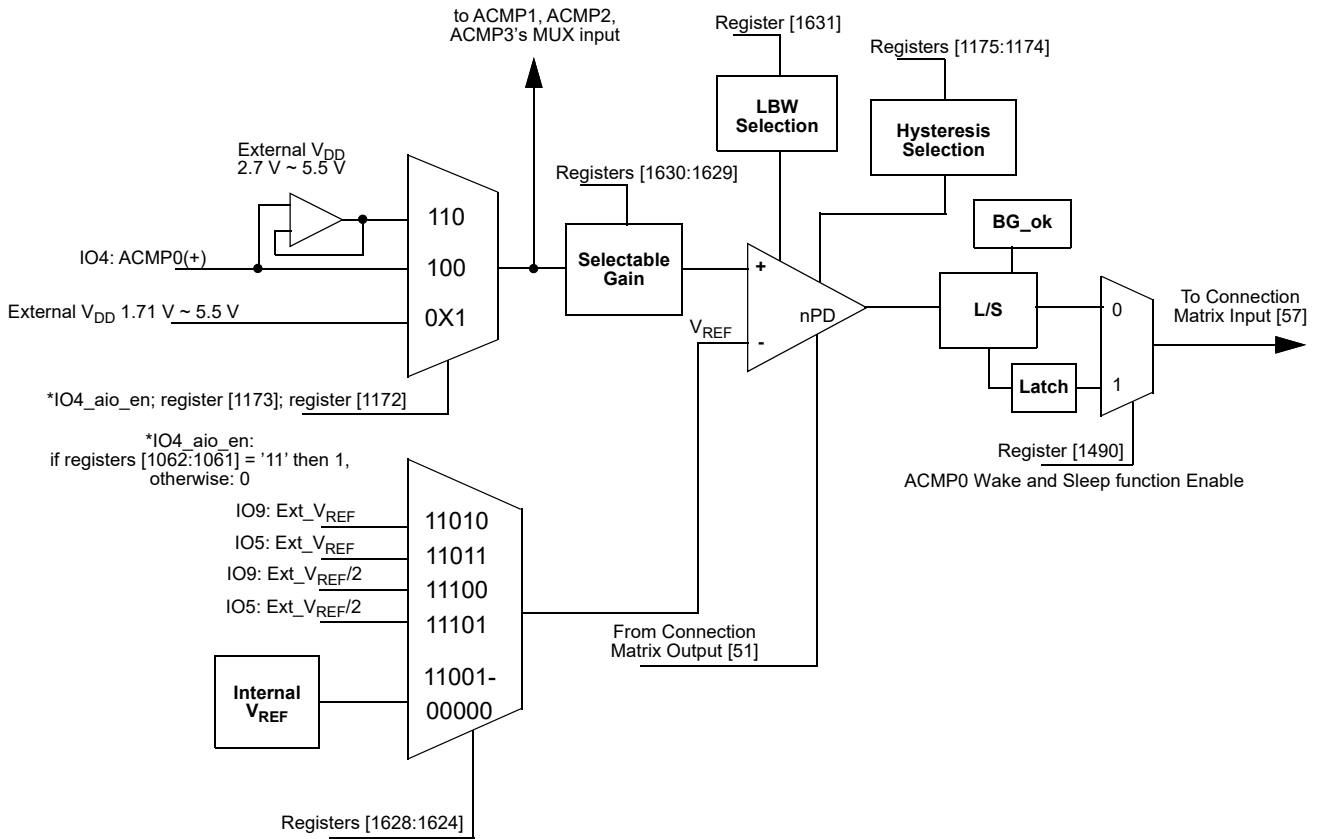 to ACMP1, ACMP2,
ACMP3's MUX input
Register [1631]
Registers [1175:1174]
LBW
Selection
Hysteresis
Selection
External VDD
2.7 V ~ 5.5 V
Registers [1630:1629]
110
BG_ok
IO4: ACMP0(+)
100
Selectable
Gain
+
External VDD 1.71 V ~ 5.5 V
0X1
nPD
L/S
0
To Connection
Matrix Input [57]
VREF
-
Latch
1
*IO4_aio_en; register [1173]; register [1172]
*IO4_aio_en:
if registers [1062:1061] = '11' then 1,
otherwise: 0
Register [1490]
ACMP0 Wake and Sleep function Enable
IO9: Ext_VREF
11010
IO5: Ext_VREF
11011
IO9: Ext_VREF/2
11100
IO5: Ext_VREF/2
11101
From Connection
Matrix Output [51]
Internal
VREF
11001-
00000
Registers [1628:1624]